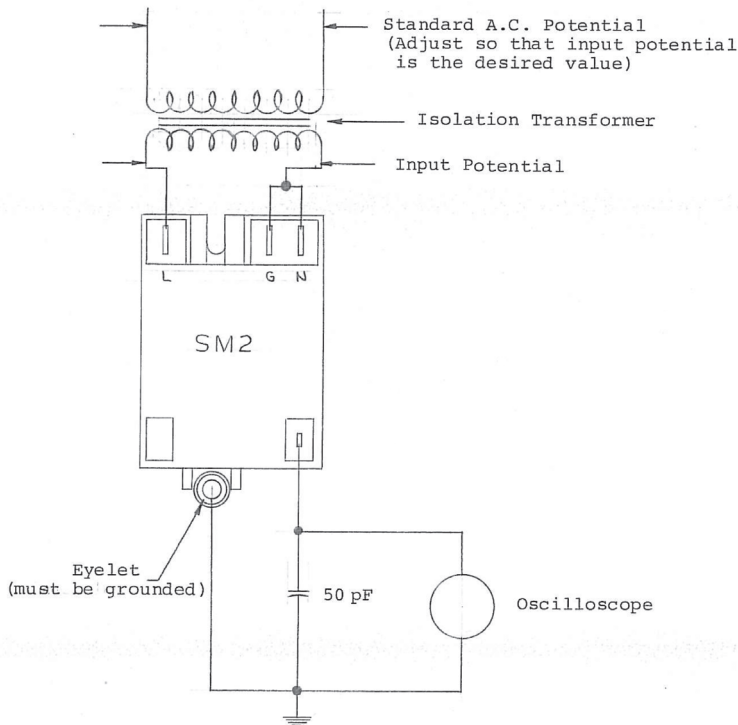 Standard A.C. Potential
(Adjust so that input potential
is the desired value)
Isolation Transformer
Input Potential
L
G N
SM2
Eyelet
(must be grounded)
50 pF
Oscilloscope